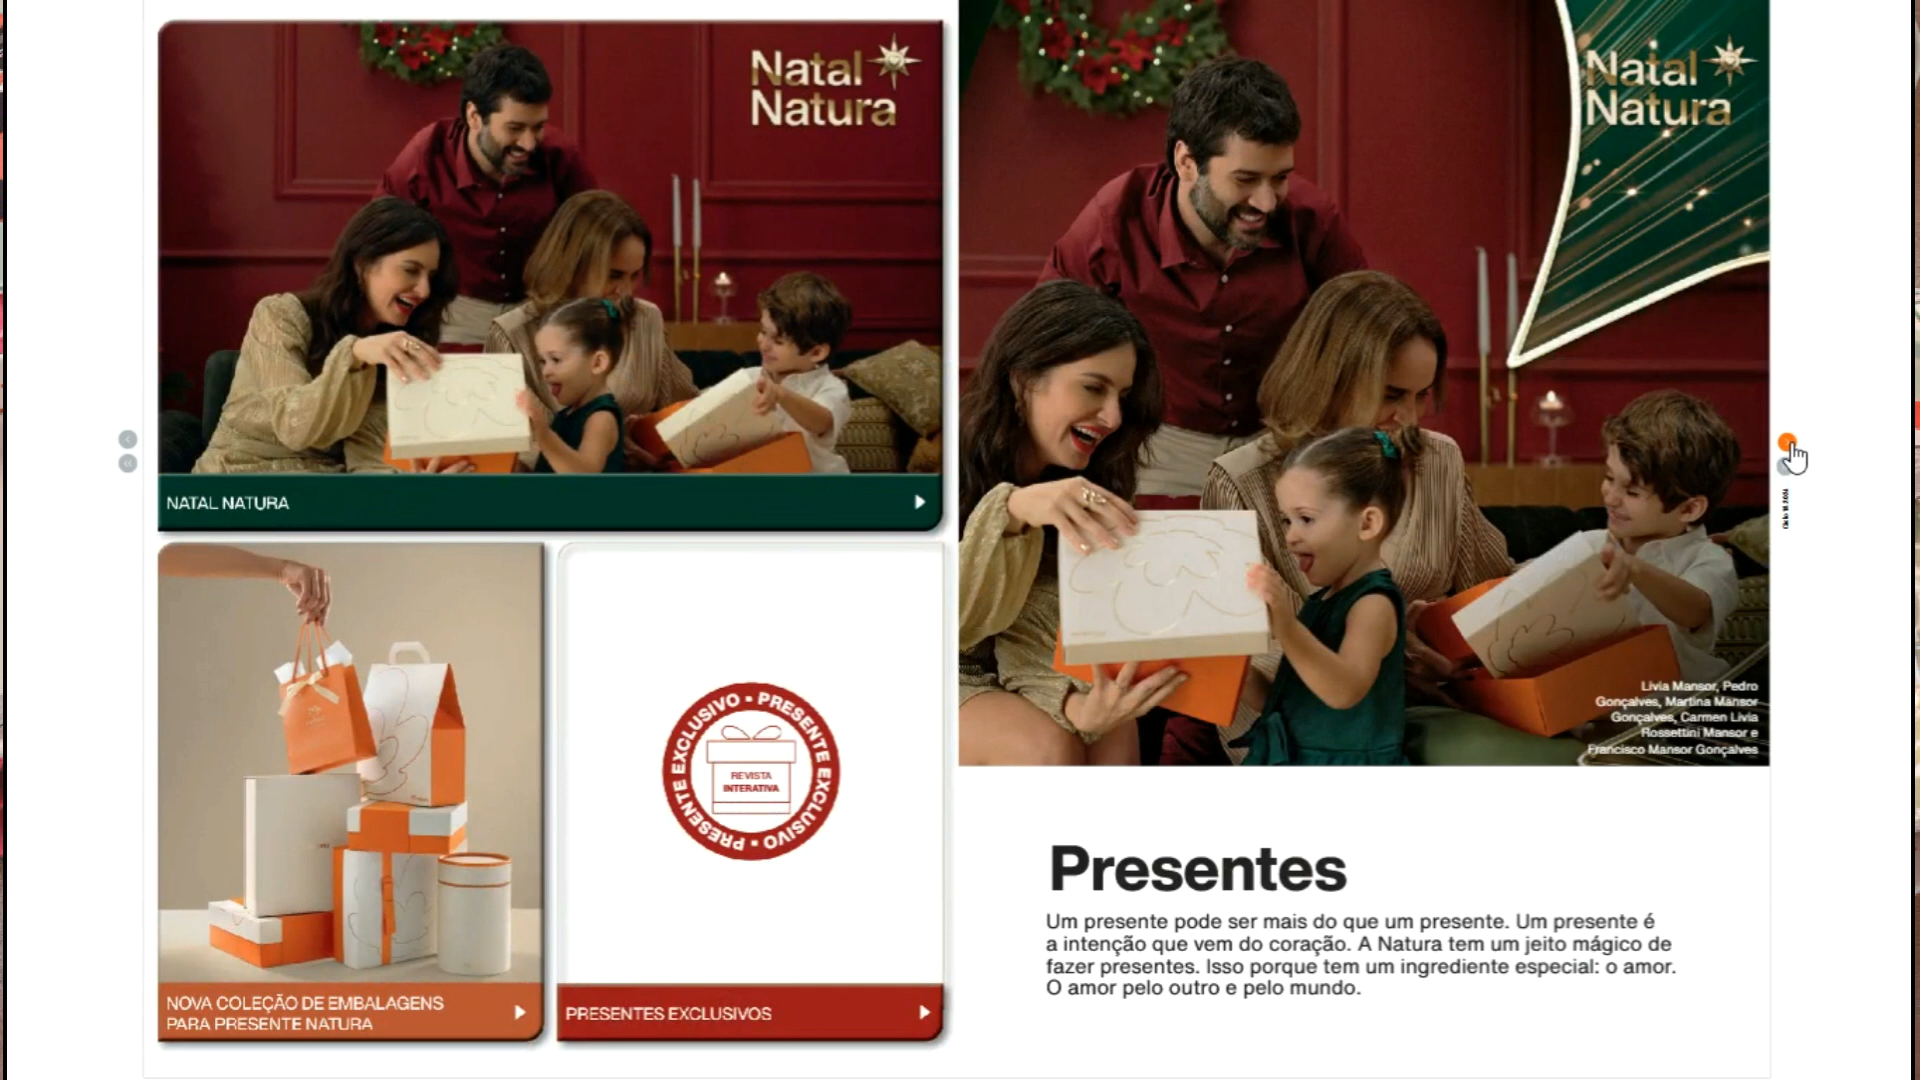 Natal
Natura
NATAL NATURA
NOVA COLEÇÃO DE EMBALAGENS
PARA PRESENTE NATURA
PRESENTE EXCLUSIVO • PRESENTE EXCLUSIVO •
REVISTA
INTERATIVA
PRESENTES EXCLUSIVOS
Natal
Natura
Livia Mansor, Pedro
Gonçalves, Martina Mansor
Gonçalves, Carmen Livia
Rossettini Mansor e
Francisco Mansor Gonçalves
Presentes
Um presente pode ser mais do que um presente. Um presente é
a intenção que vem do coração. A Natura tem um jeito mágico de
fazer presentes. Isso porque tem um ingrediente especial: o amor.
O amor pelo outro e pelo mundo.